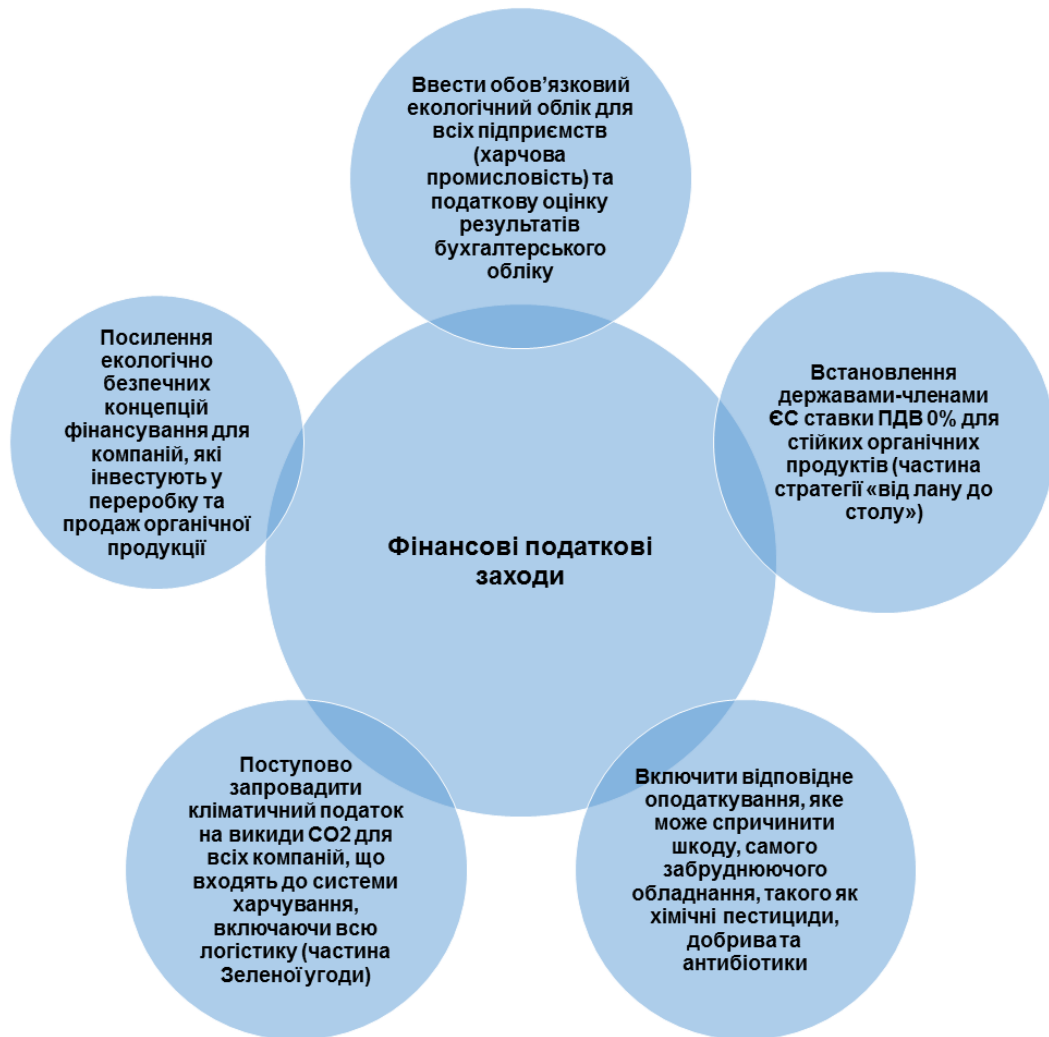 Ввести обов’язковий
екологічний облік для
всіх підприємств
(харчова
промисловість) та
податкову оцінку
результатів
бухгалтерського
обліку
Посилення
екологічно
безпечних
концепцій
фінансування для
компаній, які
інвестують у
переробку та
продаж органічної
продукції
Встановлення
державами-членами
ЄС ставки ПДВ 0% для
стійких органічних
продуктів (частина
стратегії «від лану до
столу»)
Фінансові податкові
заходи
Поступово
запровадити
кліматичний податок
на викиди CO2 для
всіх компаній, що
входять до системи
харчування,
включаючи всю
логістику (частина
Зеленої угоди)
Включити відповідне
оподаткування, яке
може спричинити
шкоду, самого
забруднюючого
обладнання, такого як
хімічні пестициди,
добрива та
антибіотики